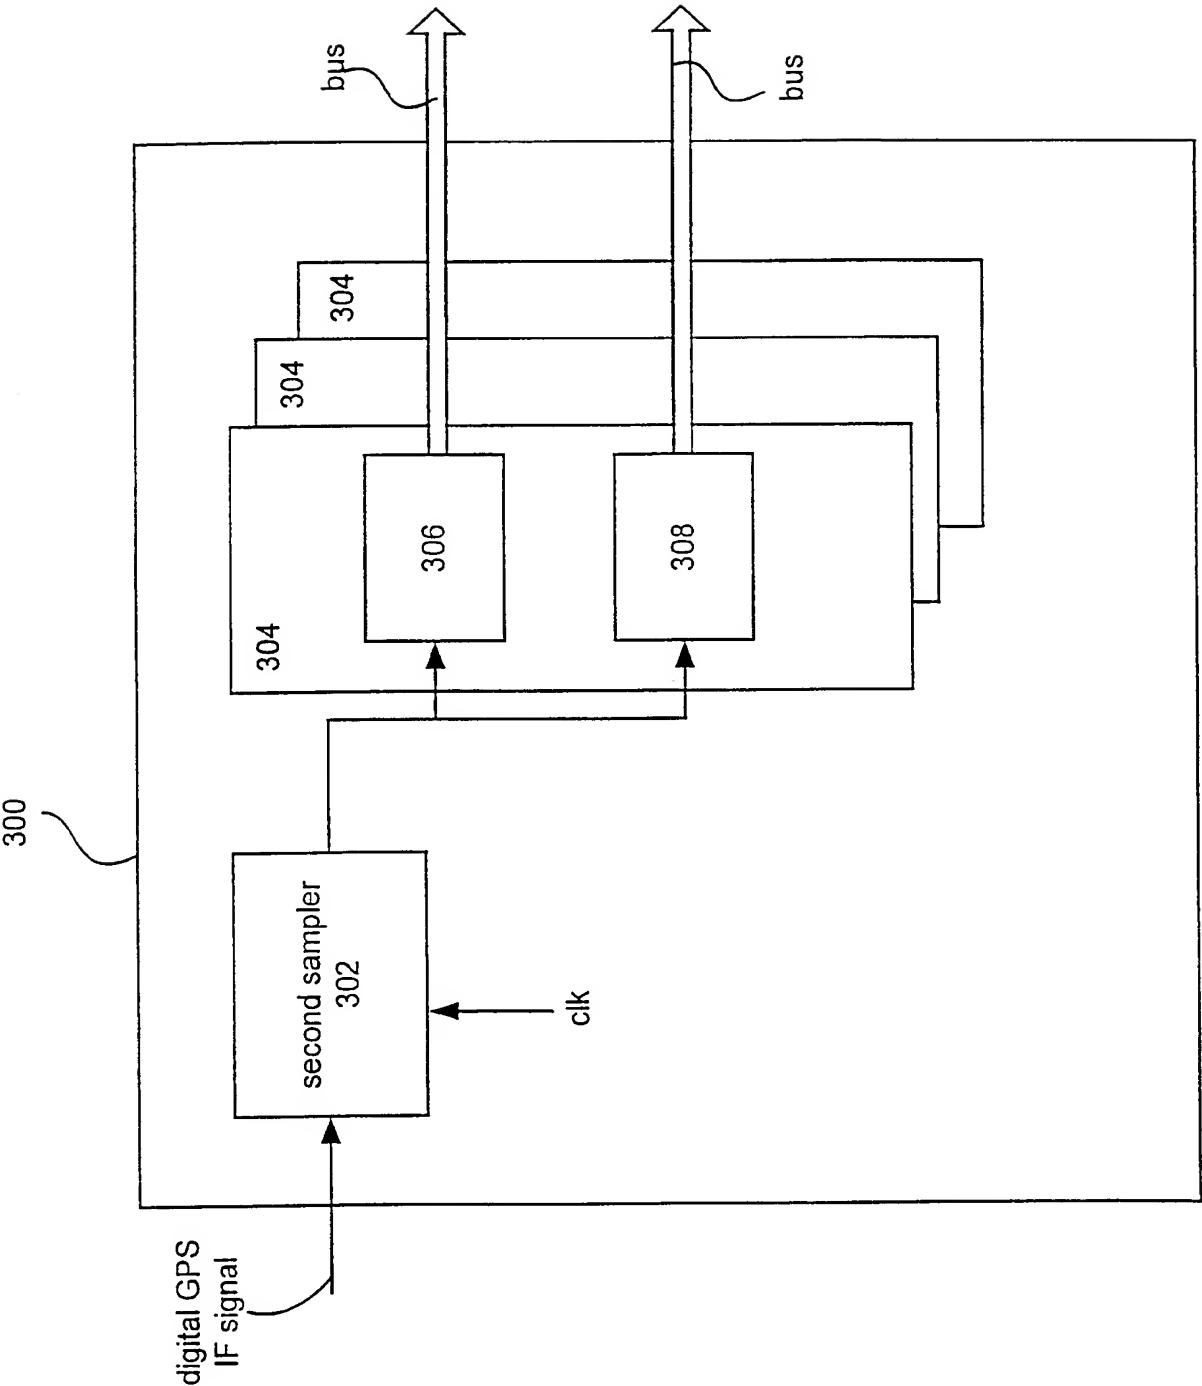 300
digital GPS
IF signal
second sampler
302
clk
304
304
304
306
308
bus
bus